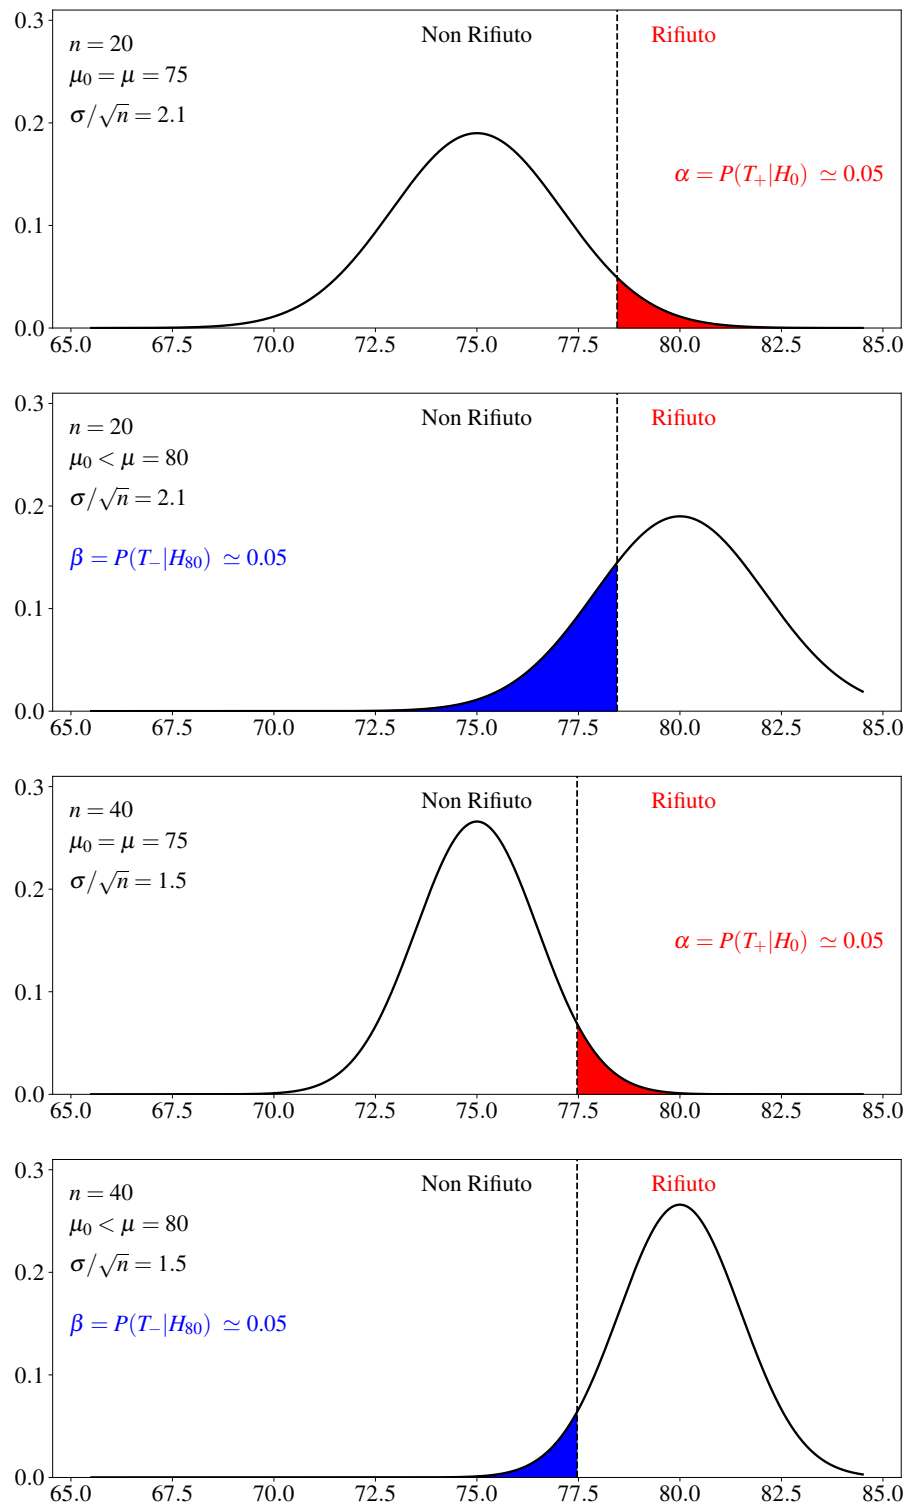 0.3
Non Rifiuto Rifiuto
n = 20
μ₀ = μ = 75
σ/√n = 2.1
0.2
α = P(T₊|H₀) ≃ 0.05
0.1
0.0
65.0 67.5 70.0 72.5 75.0 77.5 80.0 82.5 85.0
0.3
Non Rifiuto Rifiuto
n = 20
μ₀ < μ = 80
σ/√n = 2.1
0.2
β = P(T₋|H₈₀) ≃ 0.05
0.1
0.0
65.0 67.5 70.0 72.5 75.0 77.5 80.0 82.5 85.0
0.3
Non Rifiuto Rifiuto
n = 40
μ₀ = μ = 75
σ/√n = 1.5
0.2
α = P(T₊|H₀) ≃ 0.05
0.1
0.0
65.0 67.5 70.0 72.5 75.0 77.5 80.0 82.5 85.0
0.3
Non Rifiuto Rifiuto
n = 40
μ₀ < μ = 80
σ/√n = 1.5
0.2
β = P(T₋|H₈₀) ≃ 0.05
0.1
0.0
65.0 67.5 70.0 72.5 75.0 77.5 80.0 82.5 85.0